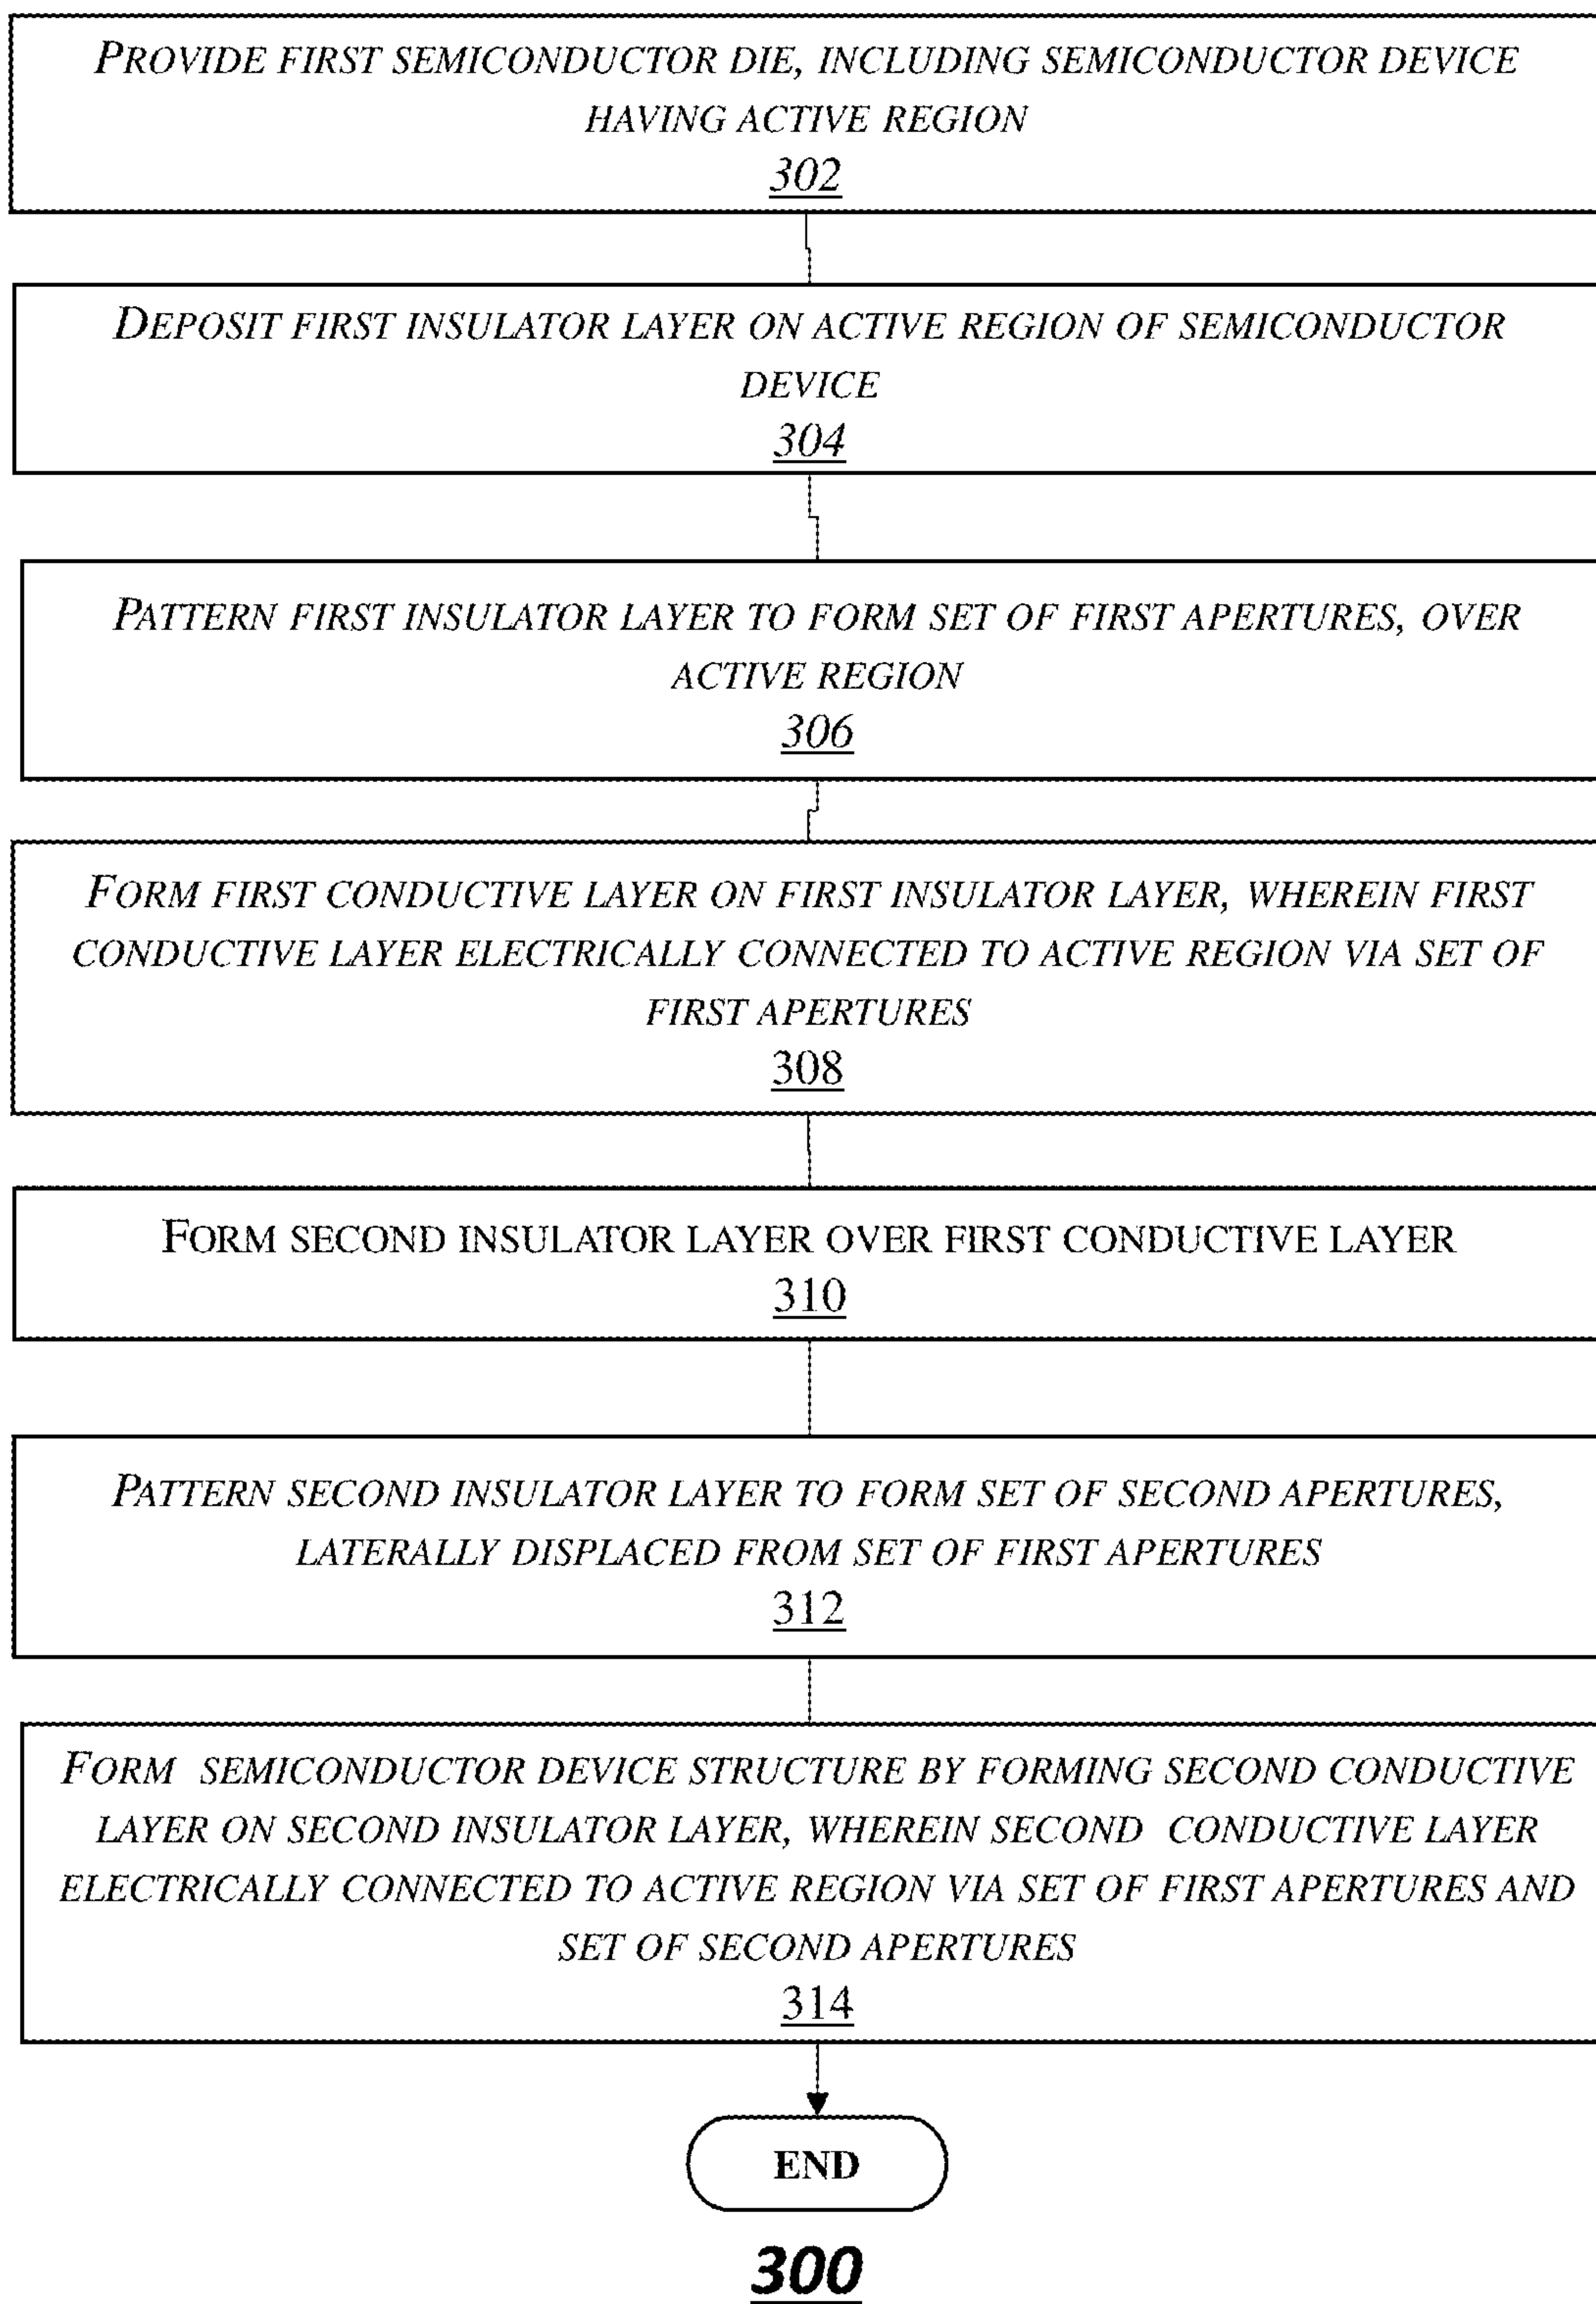 PROVIDE FIRST SEMICONDUCTOR DIE, INCLUDING SEMICONDUCTOR DEVICE
HAVING ACTIVE REGION
302
DEPOSIT FIRST INSULATOR LAYER ON ACTIVE REGION OF SEMICONDUCTOR
DEVICE
304
PATTERN FIRST INSULATOR LAYER TO FORM SET OF FIRST APERTURES, OVER
ACTIVE REGION
306
FORM FIRST CONDUCTIVE LAYER ON FIRST INSULATOR LAYER, WHEREIN FIRST
CONDUCTIVE LAYER ELECTRICALLY CONNECTED TO ACTIVE REGION VIA SET OF
FIRST APERTURES
308
FORM SECOND INSULATOR LAYER OVER FIRST CONDUCTIVE LAYER
310
PATTERN SECOND INSULATOR LAYER TO FORM SET OF SECOND APERTURES,
LATERALLY DISPLACED FROM SET OF FIRST APERTURES
312
FORM SEMICONDUCTOR DEVICE STRUCTURE BY FORMING SECOND CONDUCTIVE
LAYER ON SECOND INSULATOR LAYER, WHEREIN SECOND CONDUCTIVE LAYER
ELECTRICALLY CONNECTED TO ACTIVE REGION VIA SET OF FIRST APERTURES AND
SET OF SECOND APERTURES
314
END
300